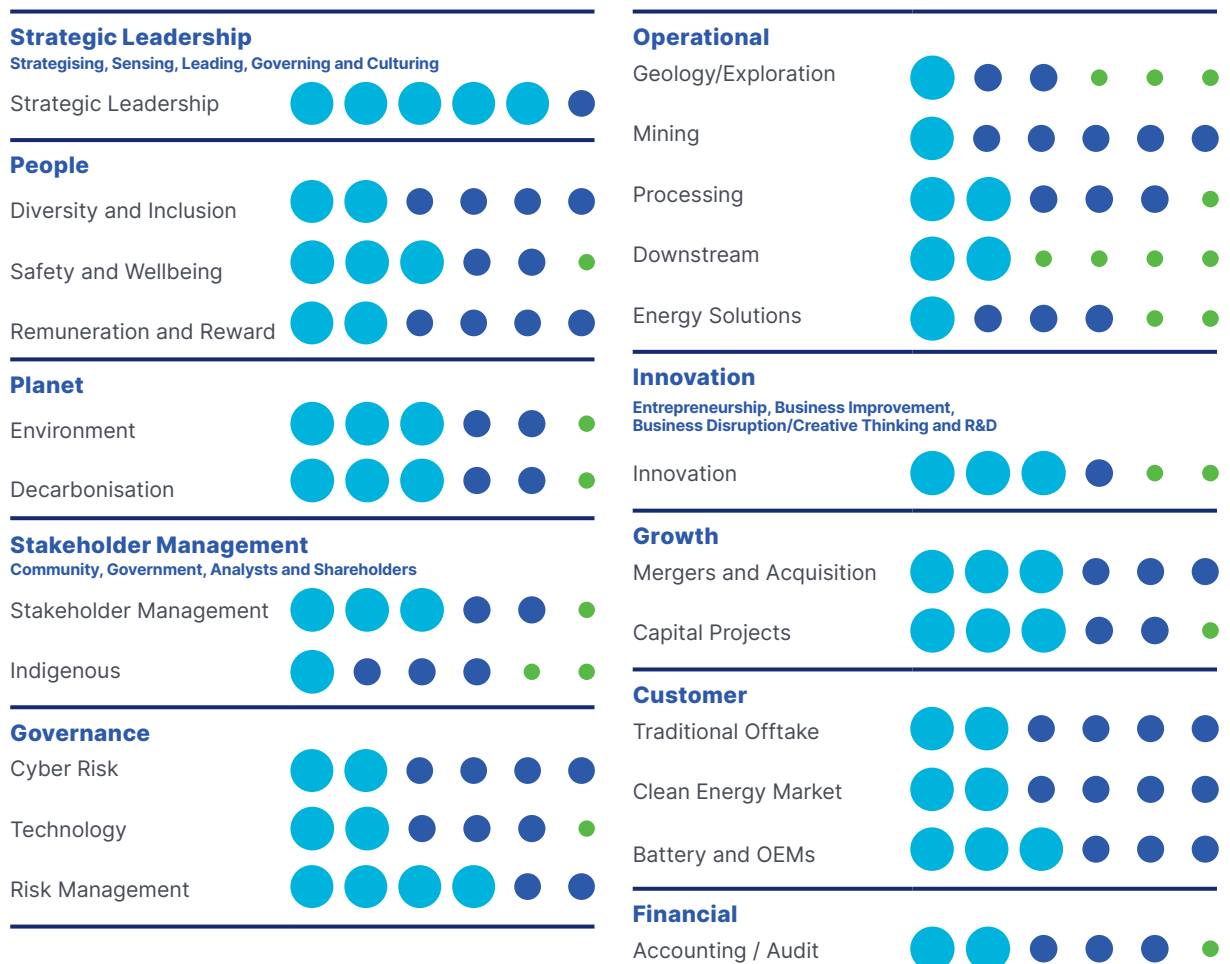 Strategic Leadership
Strategising, Sensing, Leading, Governing and Culturing
Strategic Leadership
People
Diversity and Inclusion
Safety and Wellbeing
Remuneration and Reward
Planet
Environment
Decarbonisation
Stakeholder Management
Community, Government, Analysts and Shareholders
Stakeholder Management
Indigenous
Governance
Cyber Risk
Technology
Risk Management
Operational
Geology/Exploration
Mining
Processing
Downstream
Energy Solutions
Innovation
Entrepreneurship, Business Improvement,
Business Disruption/Creative Thinking and R&D
Innovation
Growth
Mergers and Acquisition
Capital Projects
Customer
Traditional Offtake
Clean Energy Market
Battery and OEMs
Financial
Accounting / Audit